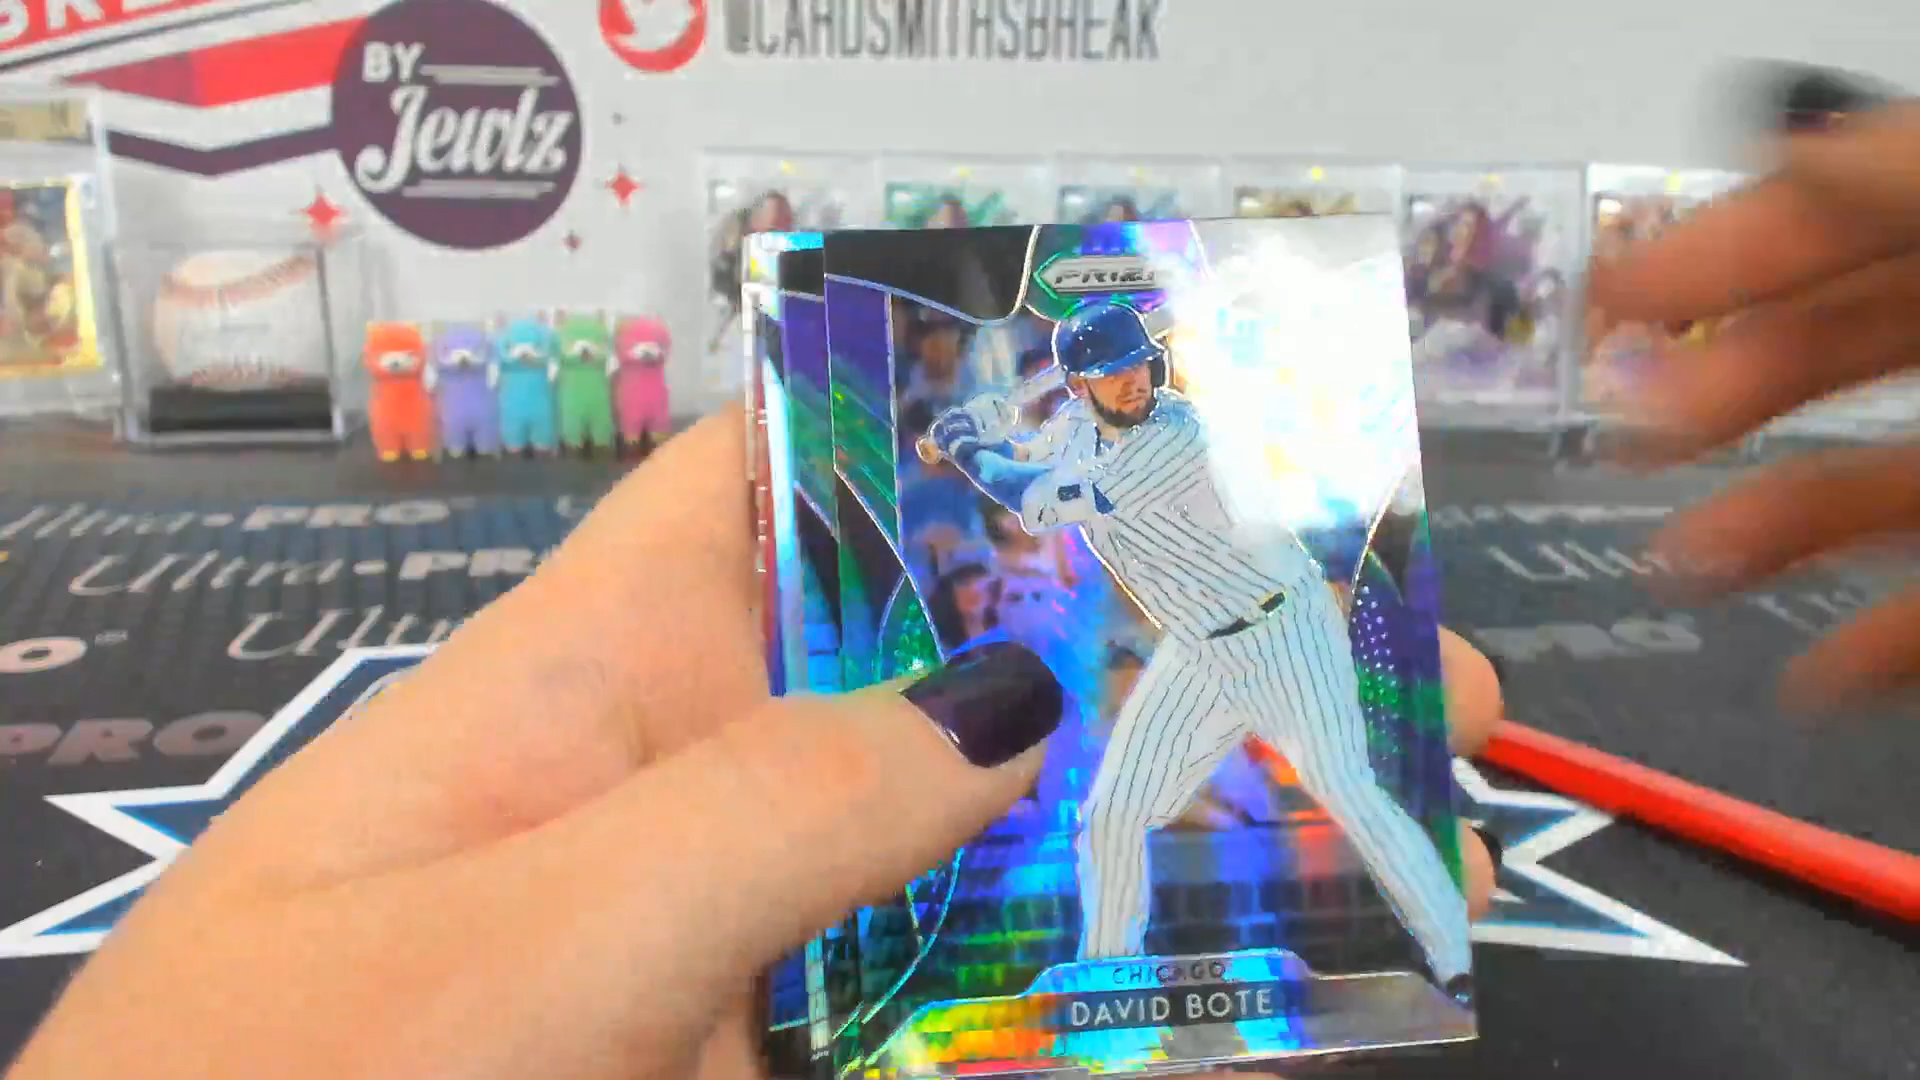 BY
Jewlz
@CARDSMITHSBREAK
PRIZM
Ultra-PRO
Ultra-PRO
CHICAGO
DAVID BOTE